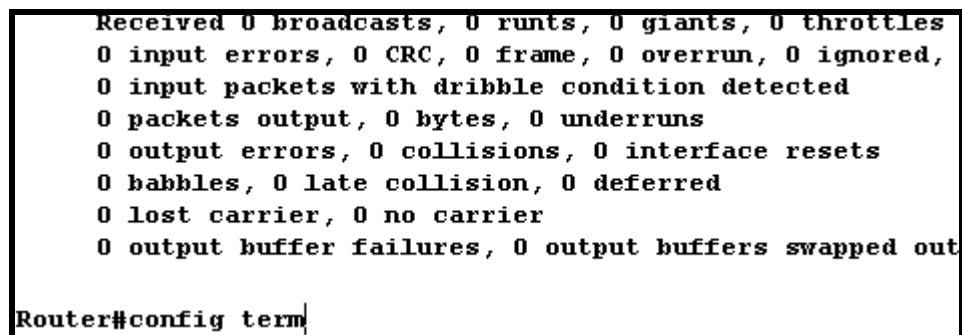 Received 0 broadcasts, 0 runts, 0 giants, 0 throttles
0 input errors, 0 CRC, 0 frame, 0 overrun, 0 ignored,
0 input packets with dribble condition detected
0 packets output, 0 bytes, 0 underruns
0 output errors, 0 collisions, 0 interface resets
0 babbles, 0 late collision, 0 deferred
0 lost carrier, 0 no carrier
0 output buffer failures, 0 output buffers swapped out
Router#config term